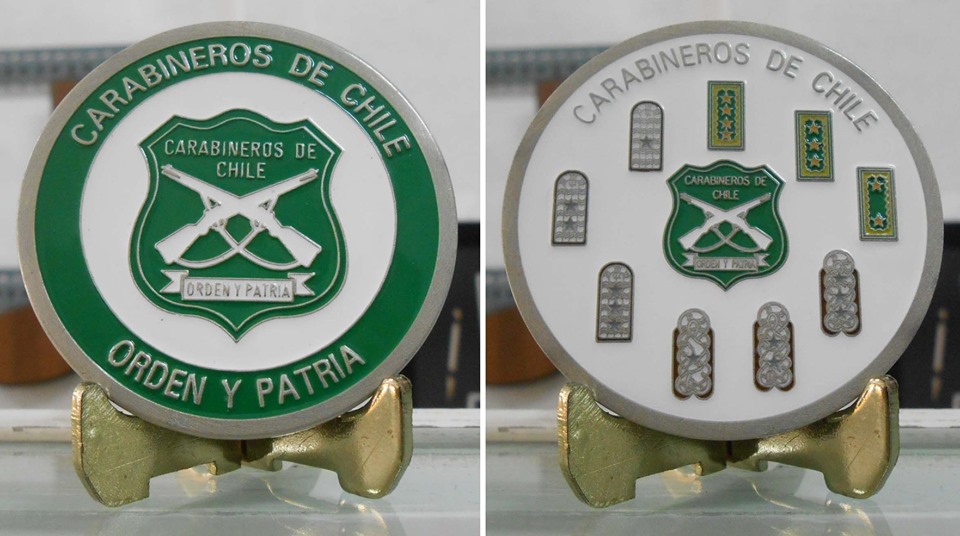 CARABINEROS DE CHILE
CARABINEROS DE
CHILE
ORDEN Y PATRIA
ORDEN Y PATRIA
CARABINEROS DE CHILE
CARABINEROS DE
CHILE
ORDEN Y PATRIA